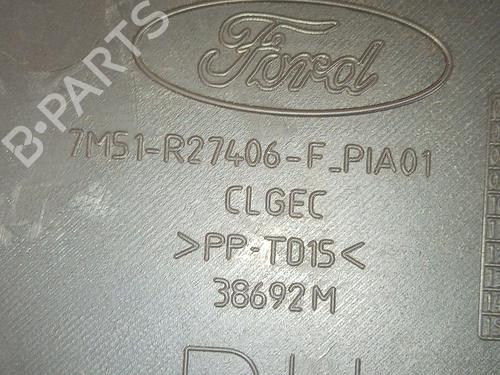 B-PARTS
Ford
7M51-R27406-F_PIA01
CLGEC
>PP-TD15<
38692M